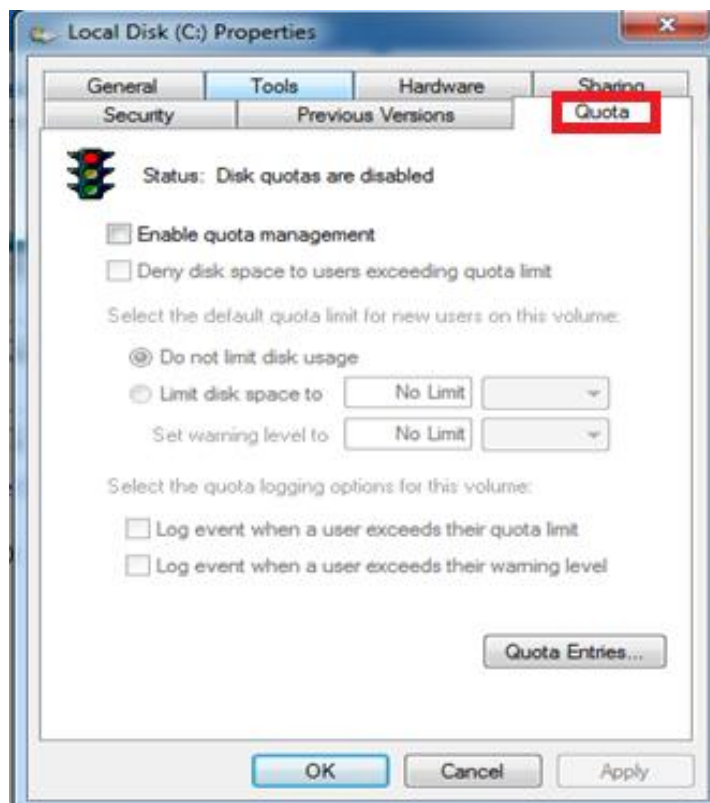 Local Disk (C:) Properties
General Tools Hardware Sharing
Security Previous Versions Quota
Status: Disk quotas are disabled
Enable quota management
Deny disk space to users exceeding quota limit
Select the default quota limit for new users on this volume:
Do not limit disk usage
Limit disk space to No Limit
Set warning level to No Limit
Select the quota logging options for this volume:
Log event when a user exceeds their quota limit
Log event when a user exceeds their warning level
Quota Entries...
OK Cancel Apply